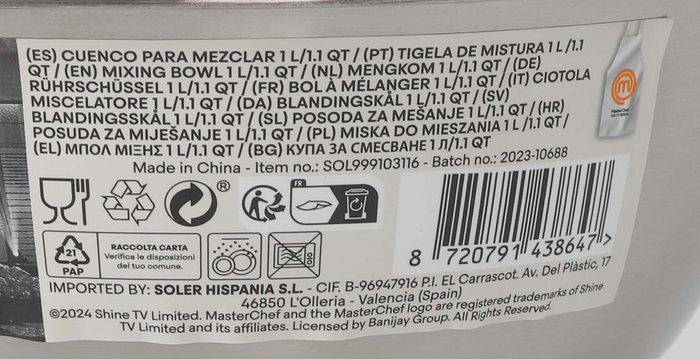 (ES) CUENCO PARA MEZCLAR 1 L/1.1 QT / (PT) TIGELA DE MISTURA 1 L/1.1
QT / (EN) MIXING BOWL 1 L/1.1 QT / (NL) MENGKOM 1 L/1.1 QT / (DE)
RÜHRSCHÜSSEL 1 L/1.1 QT / (FR) BOL À MÉLANGER 1 L/1.1 QT / (IT) CIOTOLA
MISCELATORE 1 L/1.1 QT / (DA) BLANDINGSKÅL 1 L/1.1 QT / (SV)
BLANDINGSSKÅL 1 L/1.1 QT / (SL) POSODA ZA MEŠANJE 1 L/1.1 QT / (HR)
POSUDA ZA MIJEŠANJE 1 L/1.1 QT / (PL) MISKA DO MIESZANIA 1 L/1.1 QT /
(EL) ΜΠΟΛ ΜΙΞΗΣ 1 L/1.1 QT / (BG) КУПА ЗА СМЕСВАНЕ 1 Л/1.1 QT
MasterChef
Made in China - Item no.: SOL999103116 - Batch no.: 2023-10688
®
FR
8 720791 438647 >
21
PAP
RACCOLTA CARTA
Verifica le disposizioni
del tuo comune.
IMPORTED BY: SOLER HISPANIA S.L. - CIF. B-96947916 P.I. EL Carrascot. Av. Del Plàstic, 17
46850 L'Olleria - Valencia (Spain)
©2024 Shine TV Limited. MasterChef and the MasterChef logo are registered trademarks of Shine
TV Limited and its affiliates. Licensed by Banijay Group. All Rights Reserved.